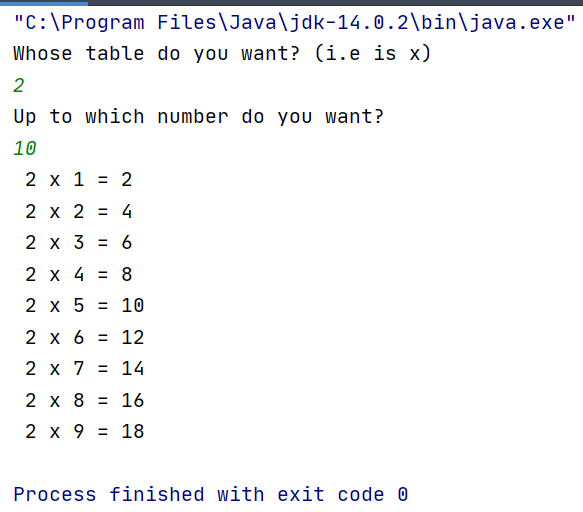 "C:\Program Files\Java\jdk-14.0.2\bin\java.exe"
Whose table do you want? (i.e is x)
2
Up to which number do you want?
10
2 x 1 = 2
2 x 2 = 4
2 x 3 = 6
2 x 4 = 8
2 x 5 = 10
2 x 6 = 12
2 x 7 = 14
2 x 8 = 16
2 x 9 = 18
Process finished with exit code 0